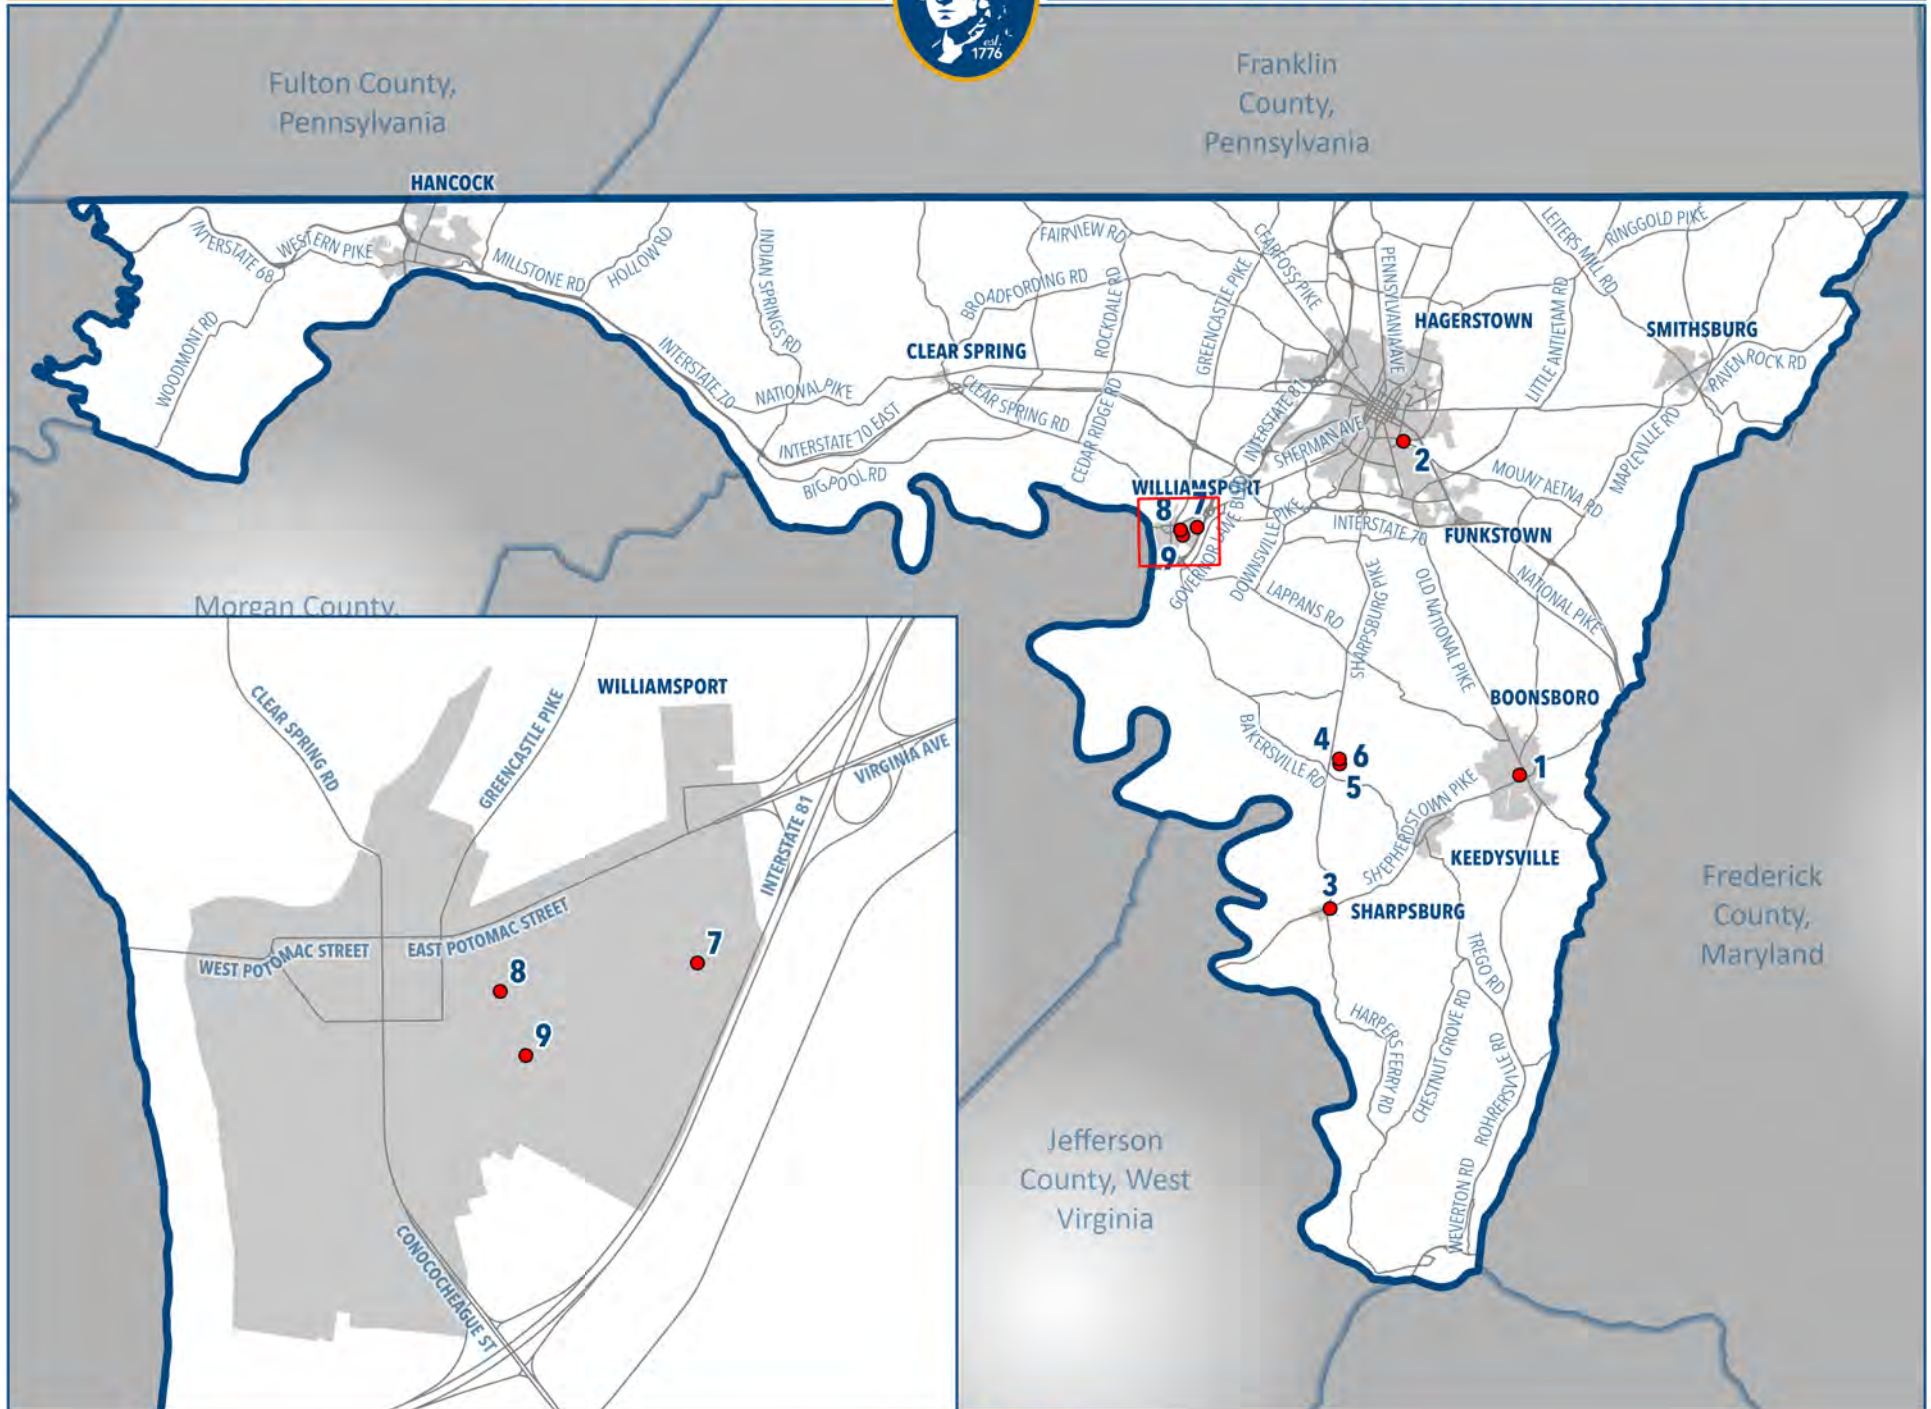 est.
1776
Fulton County,
Pennsylvania
Franklin
County,
Pennsylvania
HANCOCK
INTERSTATE 68
WESTERN PIKE
MILLSTONE RD
HOLLOW RD
WOODMONT RD
INDIAN SPRINGS RD
INTERSTATE 70
NATIONAL PIKE
INTERSTATE 70 EAST
BIG POOL RD
CLEAR SPRING
CLEAR SPRING RD
BROADFORDING RD
FAIRVIEW RD
ROCKDALE RD
CEDAR RIDGE RD
GREENCASTLE PIKE
CEARFOSS PIKE
PENNSYLVANIA AVE
HAGERSTOWN
INTERSTATE 81
SHERMAN AVE
2
LITTLE ANTIETAM RD
LEITERS MILL RD
RINGGOLD PIKE
SMITHSBURG
RAVEN ROCK RD
MAPLEVILLE RD
MOUNT AETNA RD
WILLIAMSPORT
8
7
9
GOVERNOR LANE BLVD
DOWNSVILLE PIKE
INTERSTATE 70
FUNKSTOWN
NATIONAL PIKE
LAPPANS RD
SHARPSBURG PIKE
OLD NATIONAL PIKE
BOONSBORO
1
BAKERSVILLE RD
4
6
5
SHEPHERDSTOWN PIKE
KEEDYSVILLE
3
SHARPSBURG
TREGO RD
HARPERS FERRY RD
CHESTNUT GROVE RD
ROHRERSVILLE RD
WEVERTON RD
Frederick
County,
Maryland
Jefferson
County, West
Virginia
Morgan County,
WILLIAMSPORT
CLEAR SPRING RD
GREENCASTLE PIKE
VIRGINIA AVE
INTERSTATE 81
EAST POTOMAC STREET
WEST POTOMAC STREET
7
8
9
CONOCOCHEAGUE ST